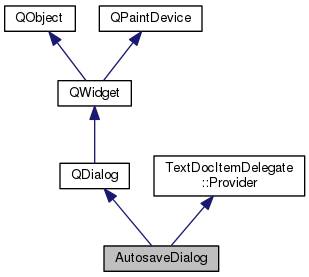 QObject
QPaintDevice
QWidget
QDialog
TextDocItemDelegate
::Provider
AutosaveDialog